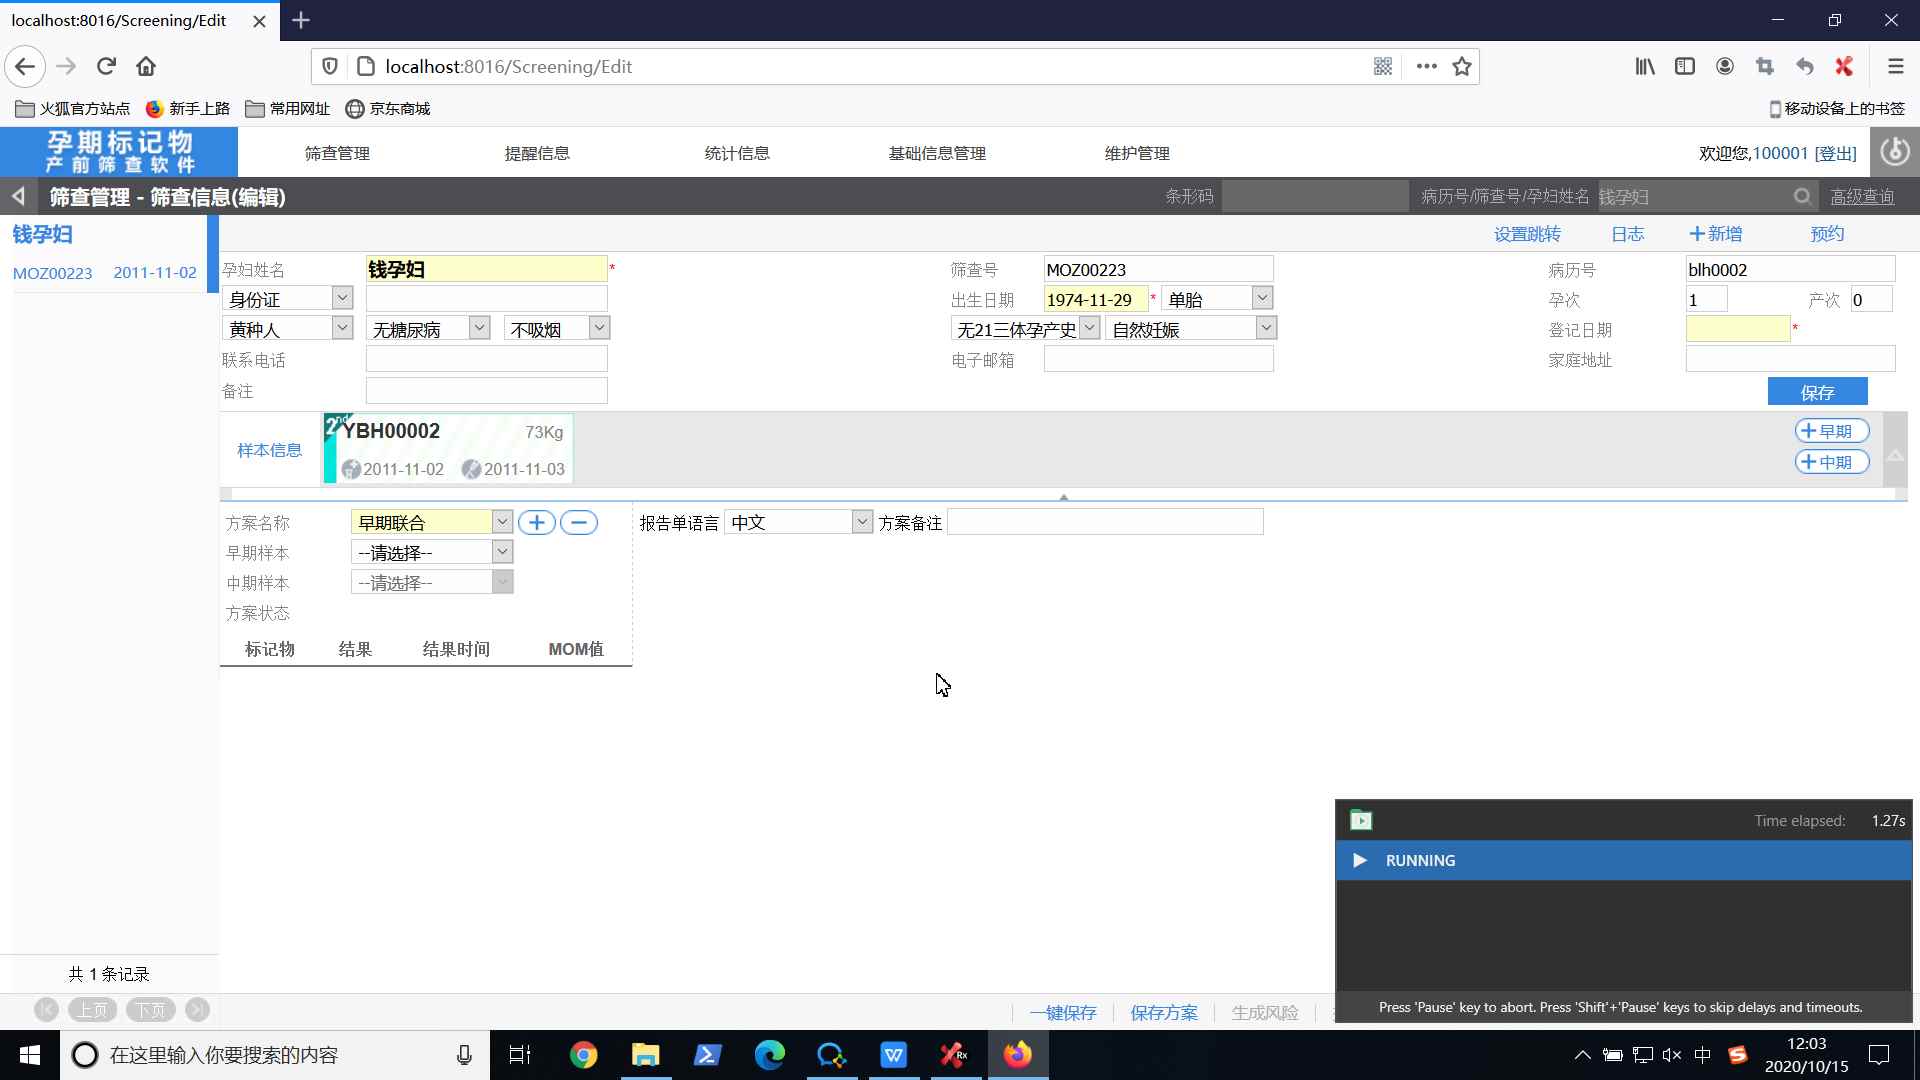 localhost:8016/Screening/Edit
localhost:8016/Screening/Edit
火狐官方站点 新手上路 常用网址 京东商城 移动设备上的书签
孕期标记物
产前筛查软件
筛查管理 提醒信息 统计信息 基础信息管理 维护管理 欢迎您,100001 [登出]
筛查管理 - 筛查信息(编辑) 条形码 病历号/筛查号/孕妇姓名 钱孕妇 高级查询
钱孕妇 设置跳转 日志 新增 预约
MOZ00223 2011-11-02
孕妇姓名 钱孕妇 * 筛查号 MOZ00223 病历号 blh0002
身份证 出生日期 1974-11-29 * 单胎 孕次 1 产次 0
黄种人 无糖尿病 不吸烟 无21三体孕产史 自然妊娠 登记日期 *
联系电话 电子邮箱 家庭地址
备注 保存
样本信息 2nd YBH00002 73Kg 早期
2011-11-02 2011-11-03 中期
方案名称 早期联合 报告单语言 中文 方案备注
早期样本 --请选择--
中期样本 --请选择--
方案状态
标记物 结果 结果时间 MOM值
Time elapsed: 1.27s
RUNNING
Press 'Pause' key to abort. Press 'Shift'+'Pause' keys to skip delays and timeouts.
共 1 条记录
上页 下页 一键保存 保存方案 生成风险
在这里输入你要搜索的内容 中 12:03
2020/10/15